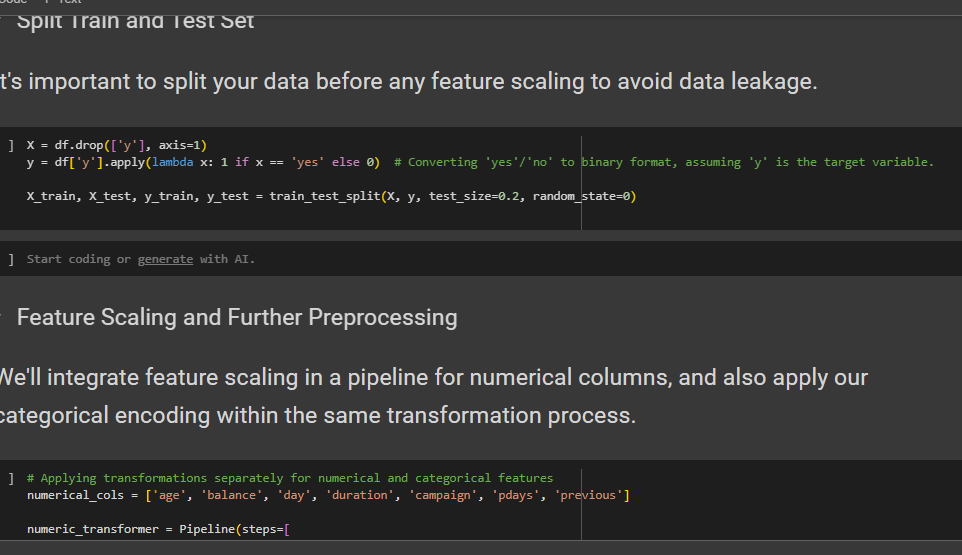 Split Train and Test Set
t's important to split your data before any feature scaling to avoid data leakage.
] X = df.drop(['y'], axis=1)
y = df['y'].apply(lambda x: 1 if x == 'yes' else 0)  # Converting 'yes'/'no' to binary format, assuming 'y' is the target variable.
X_train, X_test, y_train, y_test = train_test_split(X, y, test_size=0.2, random_state=0)
] Start coding or generate with AI.
Feature Scaling and Further Preprocessing
We'll integrate feature scaling in a pipeline for numerical columns, and also apply our
categorical encoding within the same transformation process.
] # Applying transformations separately for numerical and categorical features
numerical_cols = ['age', 'balance', 'day', 'duration', 'campaign', 'pdays', 'previous']
numeric_transformer = Pipeline(steps=[